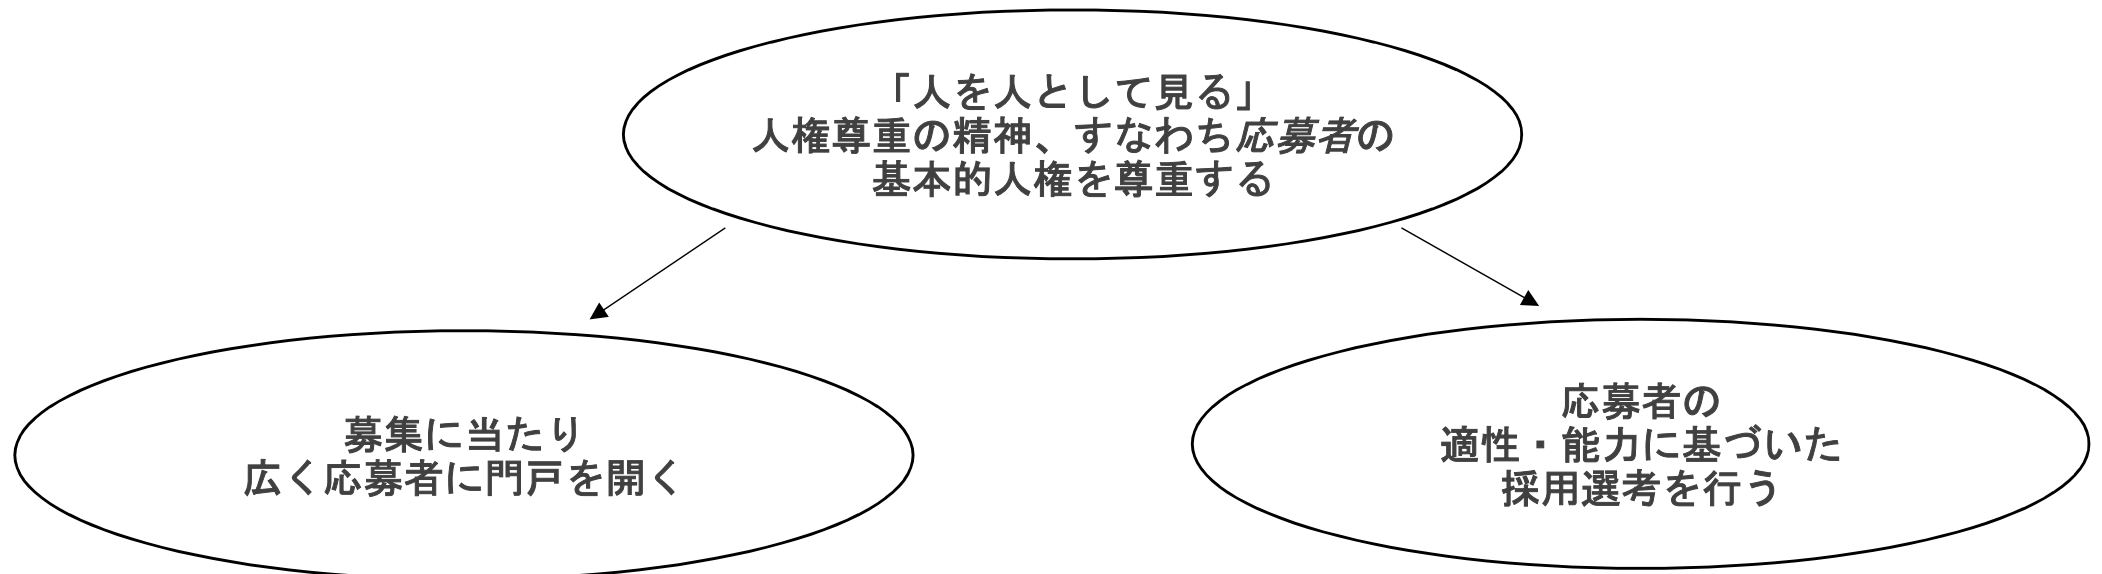 「人を人として見る」
人権尊重の精神、すなわち応募者の
基本的人権を尊重する
募集に当たり
広く応募者に門戸を開く
応募者の
適性・能力に基づいた
採用選考を行う